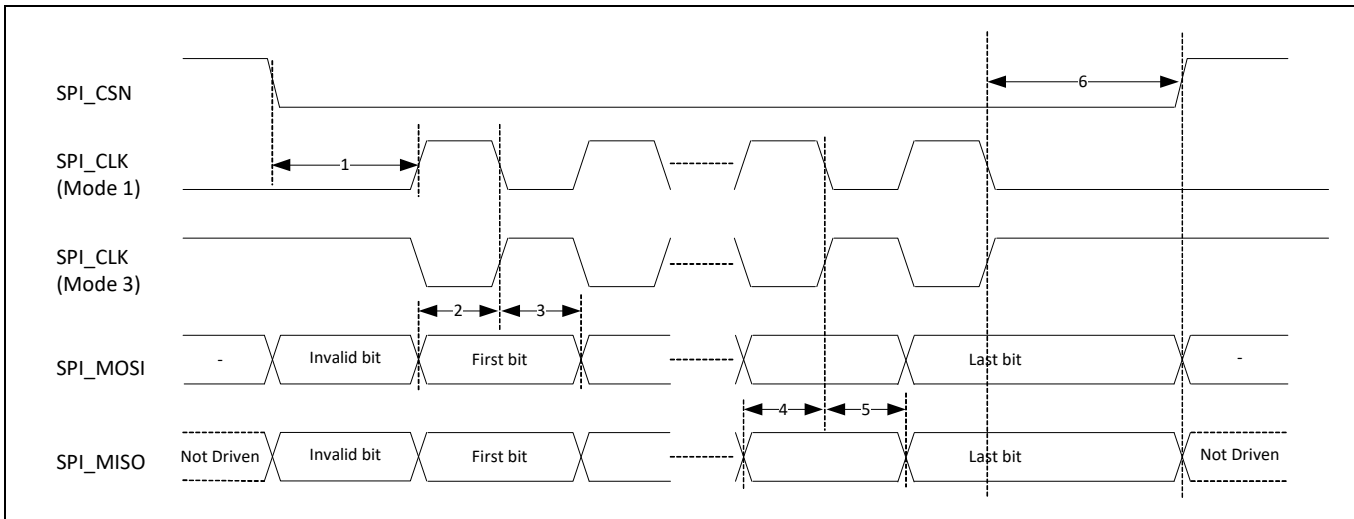 SPI_CSN
6
SPI_CLK
(Mode 1)
1
SPI_CLK
(Mode 3)
2
3
SPI_MOSI
-
Invalid bit
First bit
Last bit
-
4
5
SPI_MISO
Not Driven
Invalid bit
First bit
Last bit
Not Driven